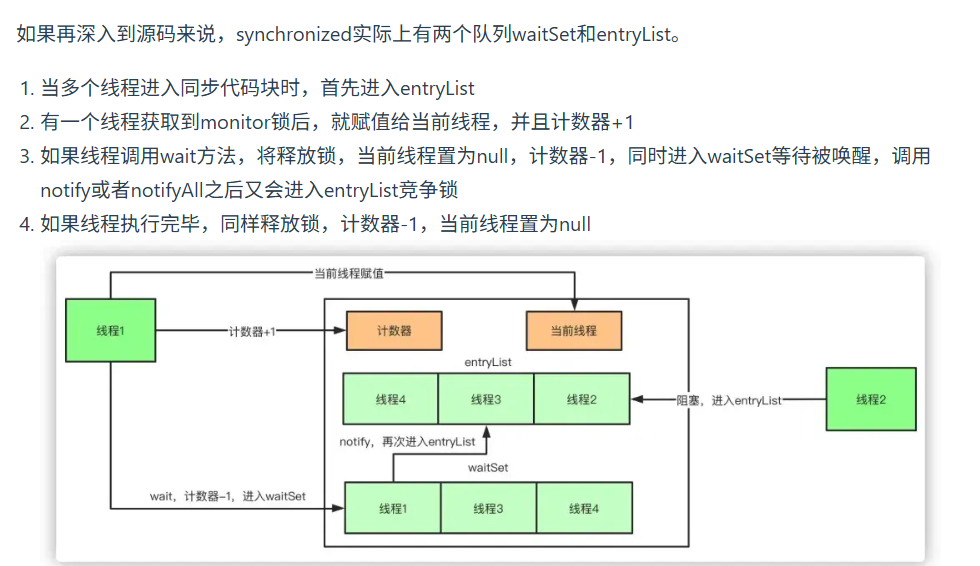 如果再深入到源码来说，synchronized实际上有两个队列waitSet和entryList。
1. 当多个线程进入同步代码块时，首先进入entryList
2. 有一个线程获取到monitor锁后，就赋值给当前线程，并且计数器+1
3. 如果线程调用wait方法，将释放锁，当前线程置为null，计数器-1，同时进入waitSet等待被唤醒，调用
notify或者notifyAll之后又会进入entryList竞争锁
4. 如果线程执行完毕，同样释放锁，计数器-1，当前线程置为null
当前线程赋值
线程1
计数器+1
计数器
当前线程
entryList
线程4
线程3
线程2
阻塞，进入entryList
线程2
notify，再次进入entryList
waitSet
wait，计数器-1，进入waitSet
线程1
线程3
线程4